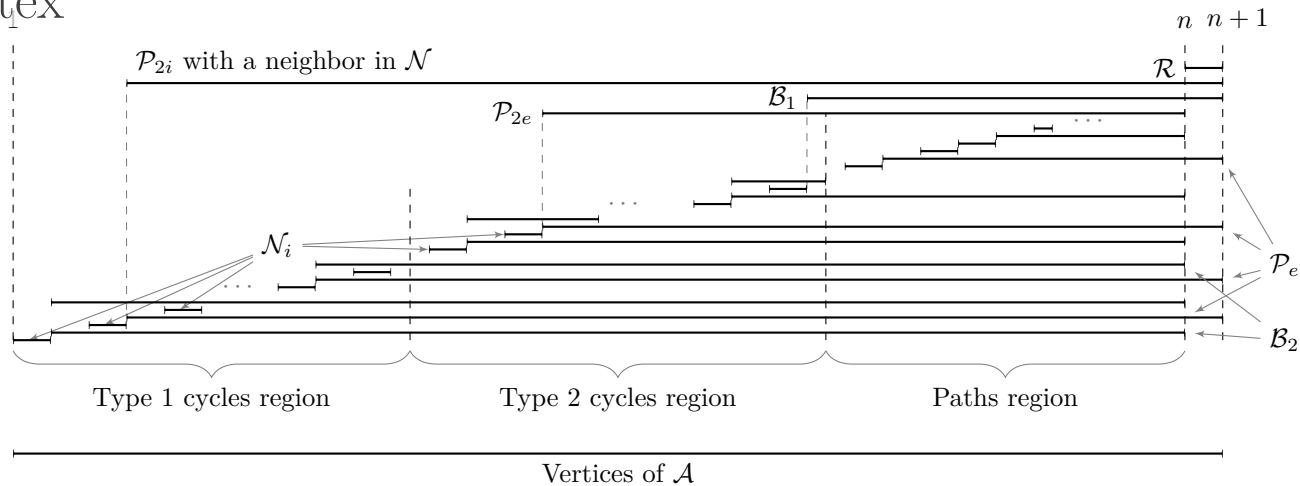 tex
n n + 1
𝒫_{2i} with a neighbor in 𝒩
ℛ
ℬ_1
𝒫_{2e}
. . .
. . .
𝒩_i
. . .
𝒫_e
ℬ_2
Type 1 cycles region Type 2 cycles region Paths region
Vertices of 𝒜